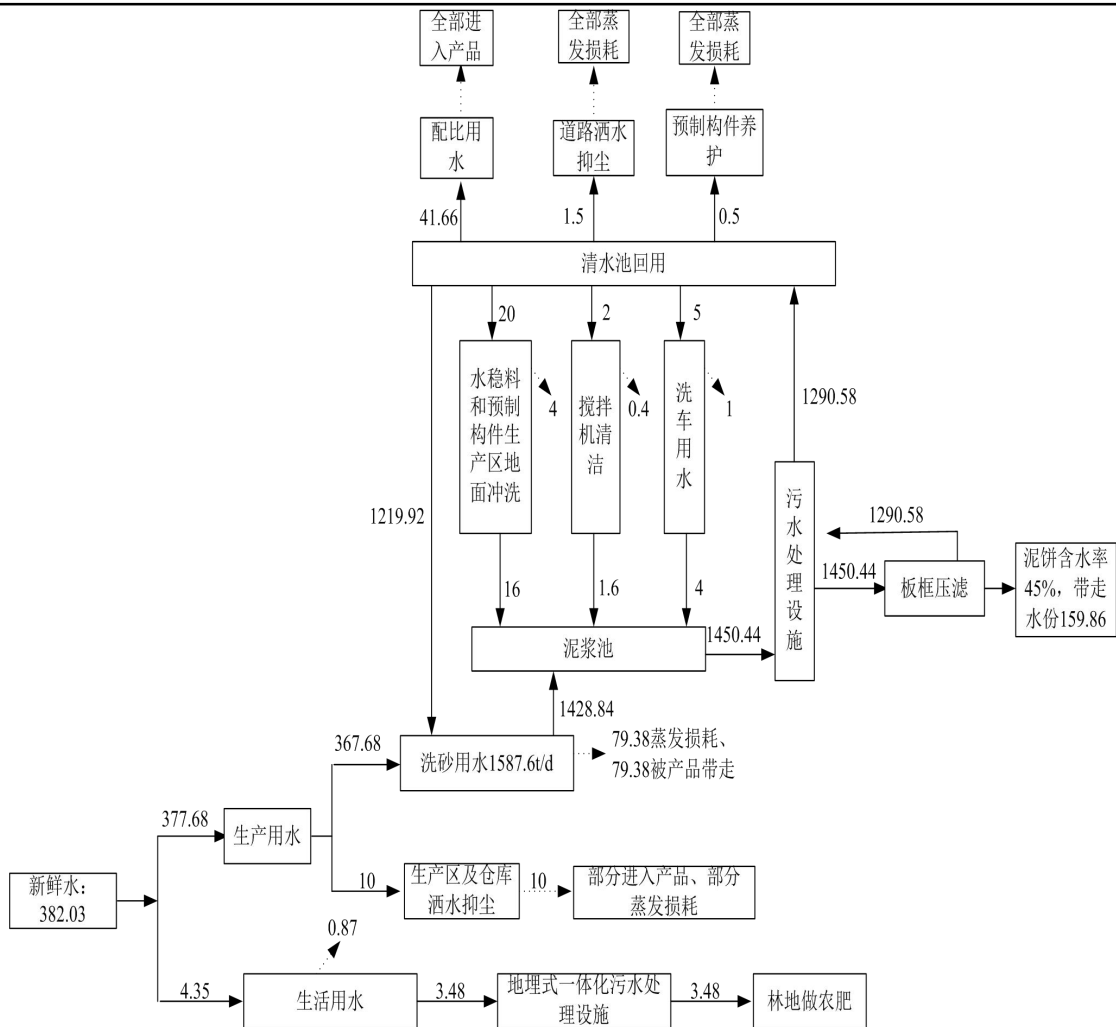 全部进
入产品
全部蒸
发损耗
全部蒸
发损耗
配比用
水
道路洒水
抑尘
预制构件养
护
41.66
1.5
0.5
清水池回用
20
2
5
水稳料
和预制
构件生
产区地
面冲洗
4
搅拌
机清
洁
0.4
洗
车
用
水
1
1290.58
1219.92
污
水
处
理
设
施
1290.58
1450.44
板框压滤
泥饼含水率
45%，带走
水份159.86
16
1.6
4
泥浆池
1450.44
1428.84
367.68
洗砂用水1587.6t/d
79.38蒸发损耗、
79.38被产品带走
377.68
生产用水
新鲜水：
382.03
10
生产区及仓库
洒水抑尘
10
部分进入产品、部分
蒸发损耗
0.87
4.35
生活用水
3.48
地埋式一体化污水处
理设施
3.48
林地做农肥